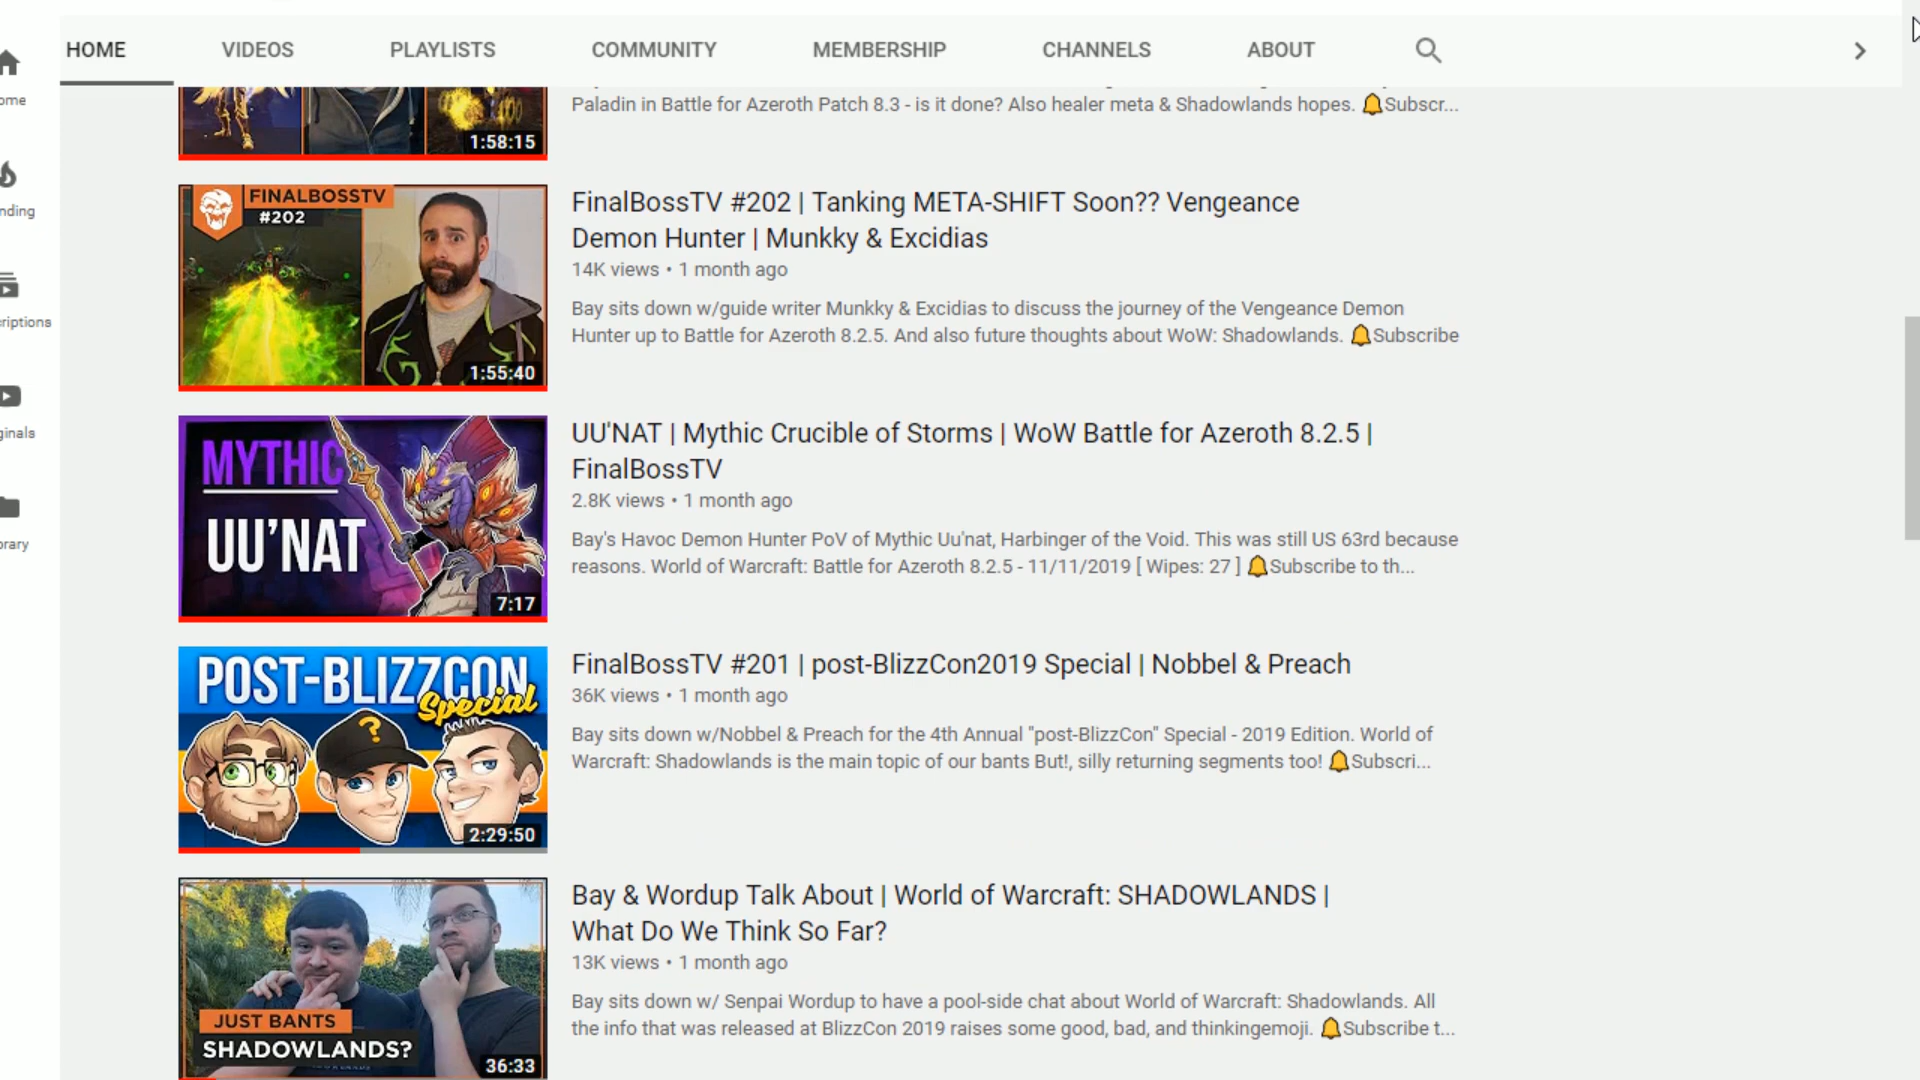 HOME VIDEOS PLAYLISTS COMMUNITY MEMBERSHIP CHANNELS ABOUT
ome
nding
criptions
ginals
orary
1:58:15
Paladin in Battle for Azeroth Patch 8.3 - is it done? Also healer meta & Shadowlands hopes. 🔔Subscr...
FINALBOSSTV
#202
1:55:40
FinalBossTV #202 | Tanking META-SHIFT Soon?? Vengeance
Demon Hunter | Munkky & Excidias
14K views • 1 month ago
Bay sits down w/guide writer Munkky & Excidias to discuss the journey of the Vengeance Demon
Hunter up to Battle for Azeroth 8.2.5. And also future thoughts about WoW: Shadowlands. 🔔Subscribe
MYTHIC
UU'NAT
7:17
UU'NAT | Mythic Crucible of Storms | WoW Battle for Azeroth 8.2.5 |
FinalBossTV
2.8K views • 1 month ago
Bay's Havoc Demon Hunter PoV of Mythic Uu'nat, Harbinger of the Void. This was still US 63rd because
reasons. World of Warcraft: Battle for Azeroth 8.2.5 - 11/11/2019 [ Wipes: 27 ] 🔔Subscribe to th...
POST-BLIZZCON
Special
?
2:29:50
FinalBossTV #201 | post-BlizzCon2019 Special | Nobbel & Preach
36K views • 1 month ago
Bay sits down w/Nobbel & Preach for the 4th Annual "post-BlizzCon" Special - 2019 Edition. World of
Warcraft: Shadowlands is the main topic of our bants But!, silly returning segments too! 🔔Subscri...
JUST BANTS
SHADOWLANDS?
36:33
Bay & Wordup Talk About | World of Warcraft: SHADOWLANDS |
What Do We Think So Far?
13K views • 1 month ago
Bay sits down w/ Senpai Wordup to have a pool-side chat about World of Warcraft: Shadowlands. All
the info that was released at BlizzCon 2019 raises some good, bad, and thinkingemoji. 🔔Subscribe t...